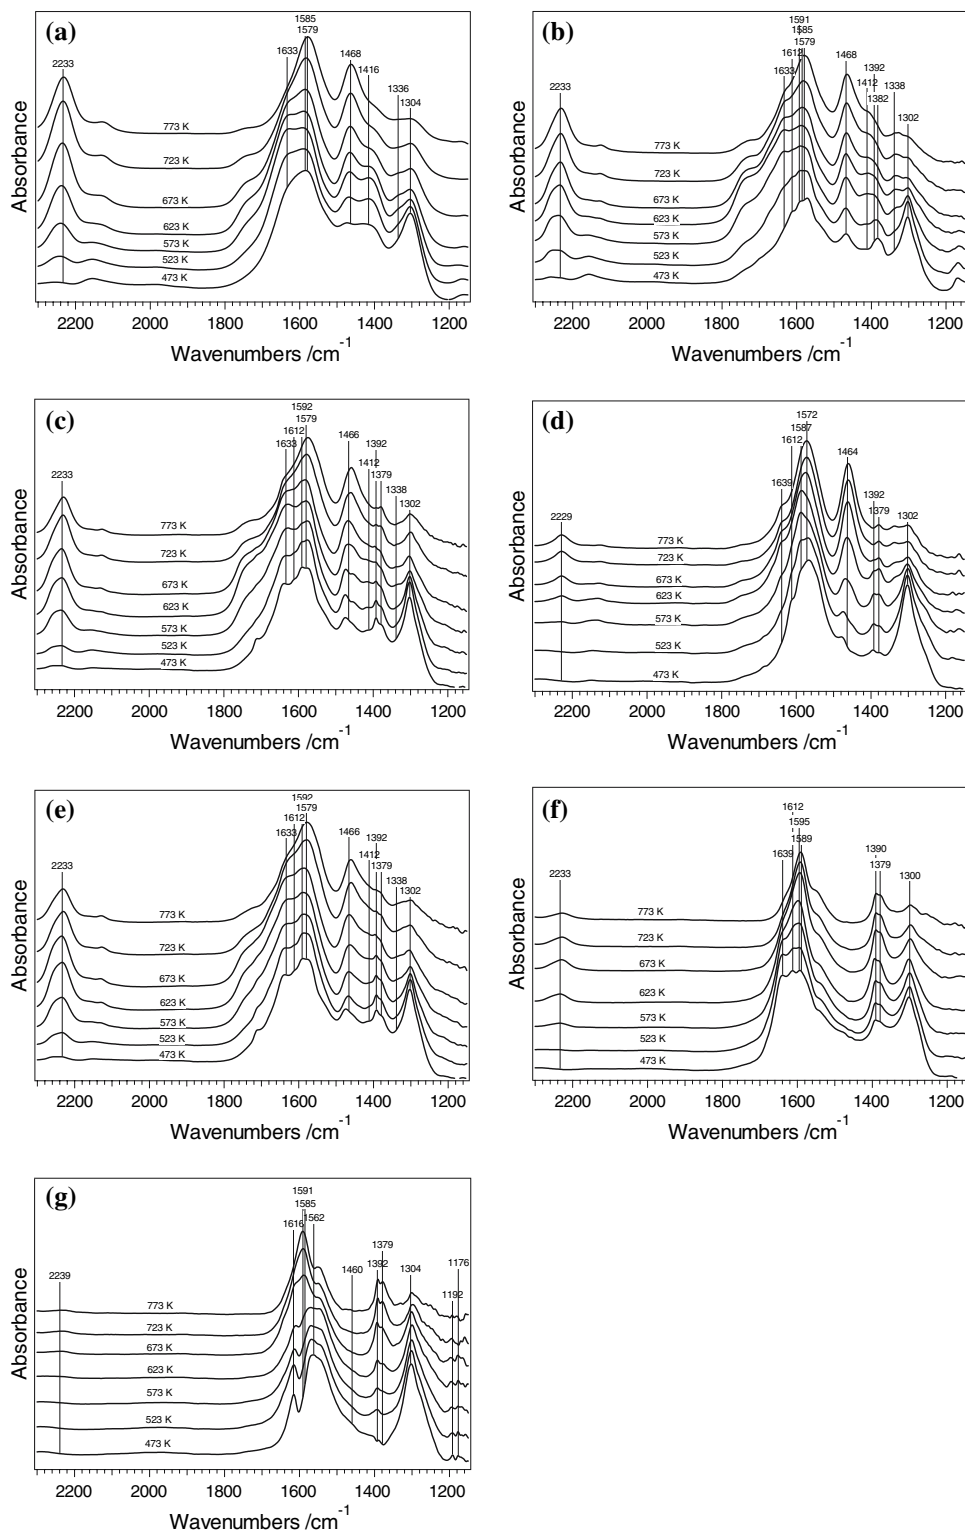 (a)
1585
1579
1633
1468
2233
1416
1336
1304
773 K
723 K
673 K
623 K
573 K
523 K
473 K
Absorbance
2200 2000 1800 1600 1400 1200
Wavenumbers /cm-1
(b)
1591
1585
1612
1579
1633
1468
1392
2233
1412
1382
1338
1302
773 K
723 K
673 K
623 K
573 K
523 K
473 K
Absorbance
2200 2000 1800 1600 1400 1200
Wavenumbers /cm-1
(c)
1592
1612
1579
1633
1466
1392
1412
1379
2233
1338
1302
773 K
723 K
673 K
623 K
573 K
523 K
473 K
Absorbance
2200 2000 1800 1600 1400 1200
Wavenumbers /cm-1
(d)
1572
1587
1612
1464
1639
1392
1379
1302
2229
773 K
723 K
673 K
623 K
573 K
523 K
473 K
Absorbance
2200 2000 1800 1600 1400 1200
Wavenumbers /cm-1
(e)
1592
1612
1579
1633
1466
1392
1412
1379
2233
1338
1302
773 K
723 K
673 K
623 K
573 K
523 K
473 K
Absorbance
2200 2000 1800 1600 1400 1200
Wavenumbers /cm-1
(f)
1612
1595
1589
1639
1390
1379
1300
2233
773 K
723 K
673 K
623 K
573 K
523 K
473 K
Absorbance
2200 2000 1800 1600 1400 1200
Wavenumbers /cm-1
(g)
1591
1585
1616
1562
1379
1392
1460
1304
1176
1192
2239
773 K
723 K
673 K
623 K
573 K
523 K
473 K
Absorbance
2200 2000 1800 1600 1400 1200
Wavenumbers /cm-1